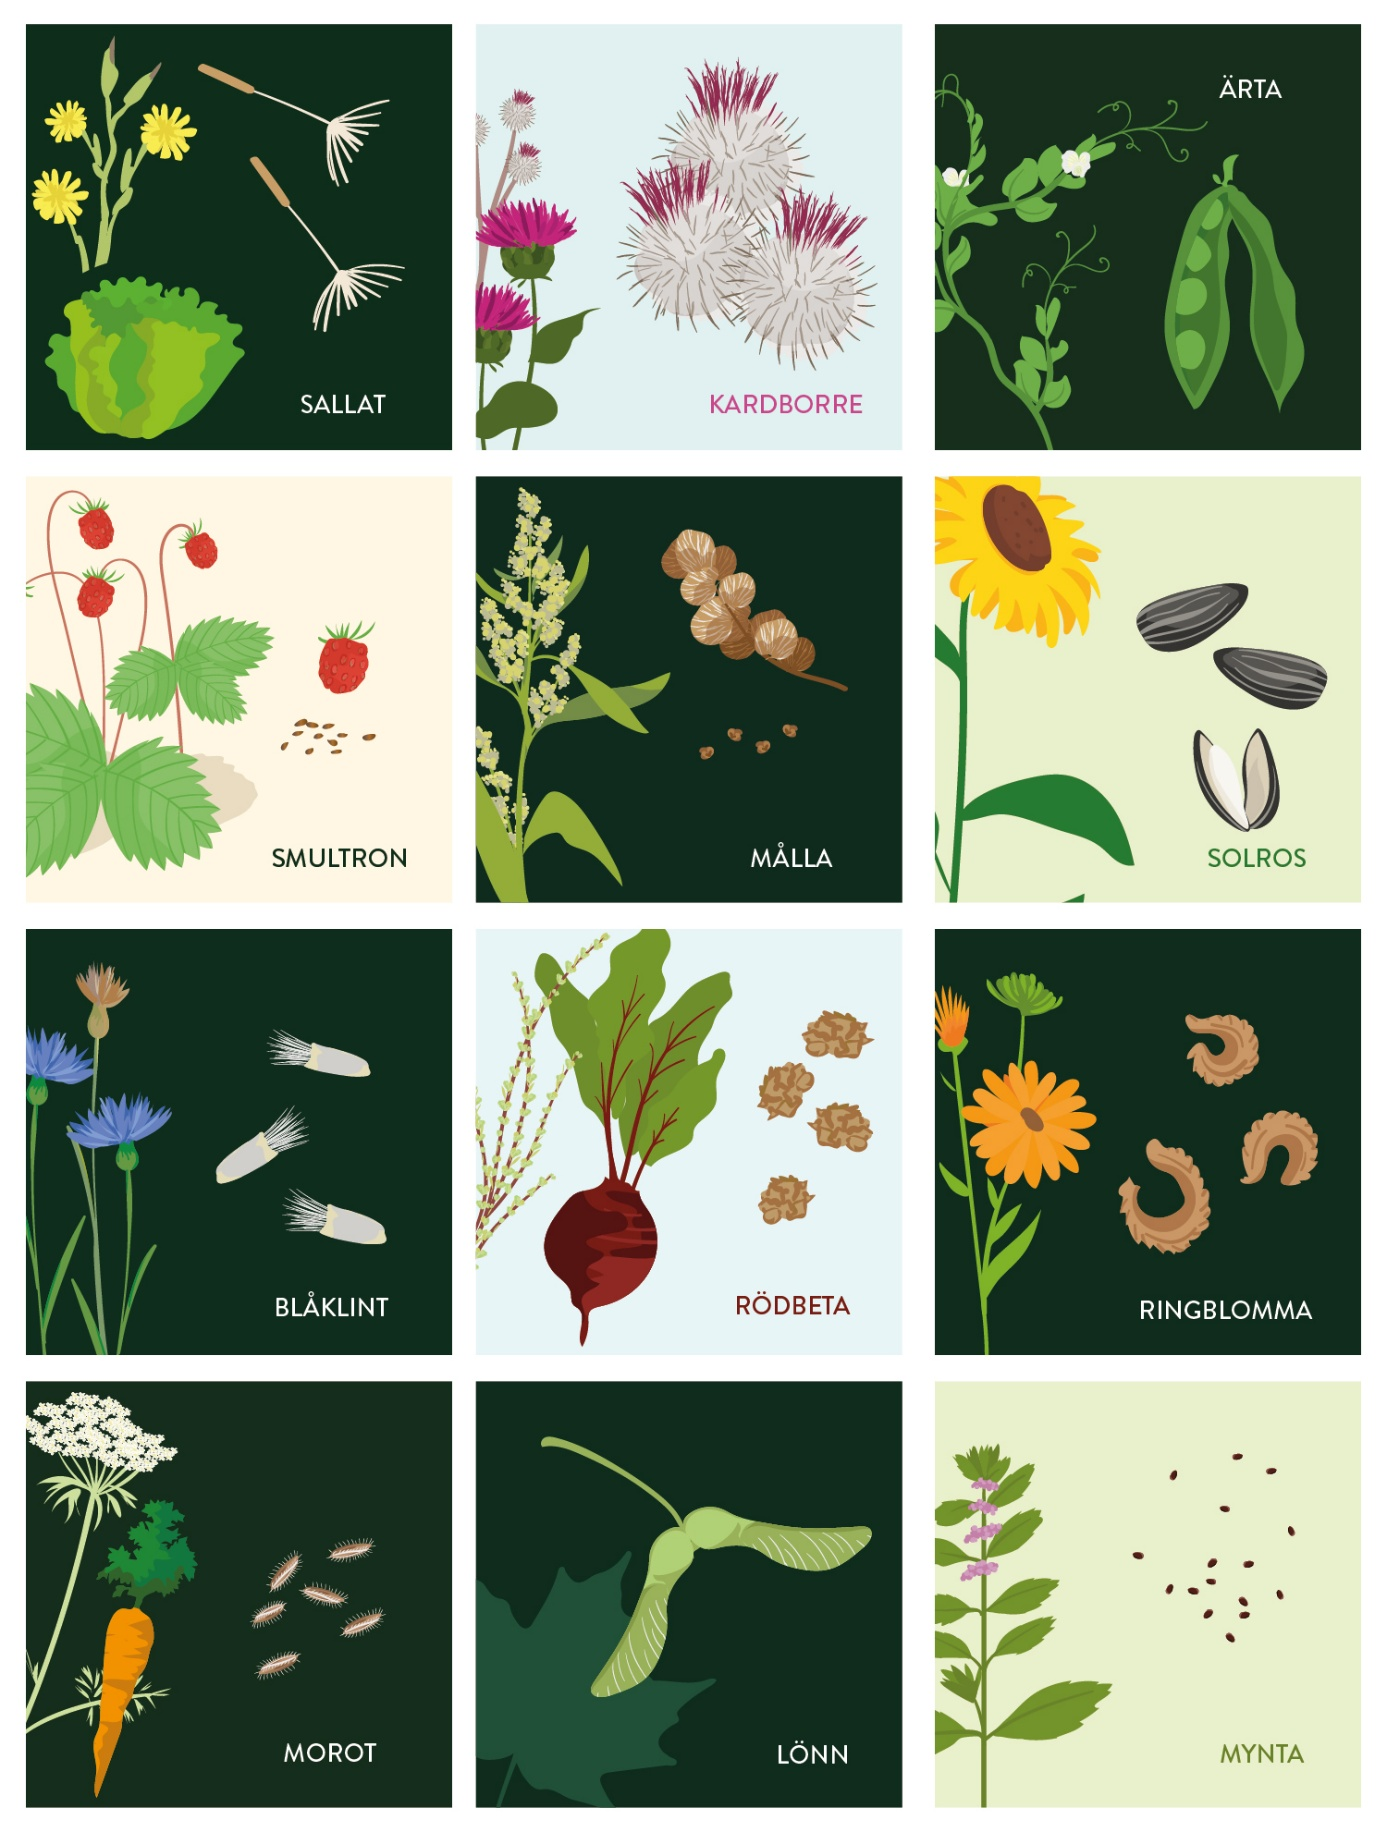 SALLAT
KARDBORRE
ÄRTA
SMULTRON
MÅLLA
SOLROS
BLÅKLINT
RÖDBETA
RINGBLOMMA
MOROT
LÖNN
MYNTA